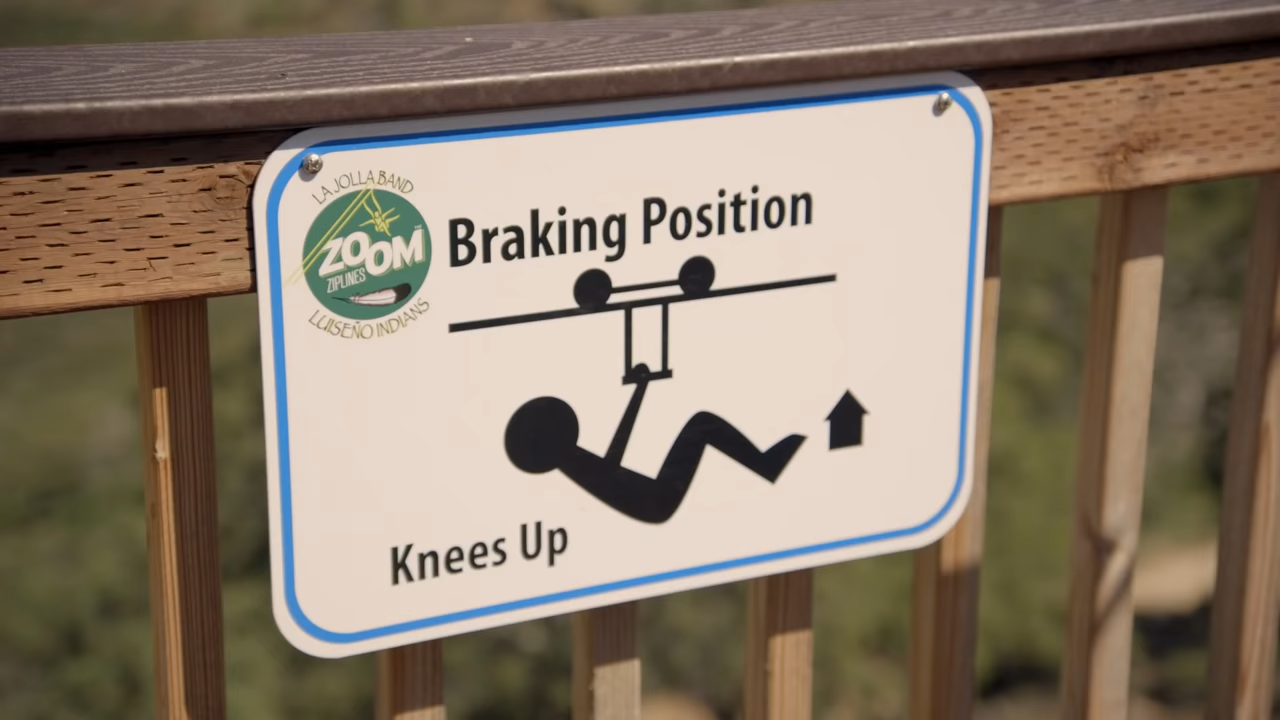 LA JOLLA BAND
ZOOM
ZIPLINES
LUISEÑO INDIANS
Braking Position
Knees Up